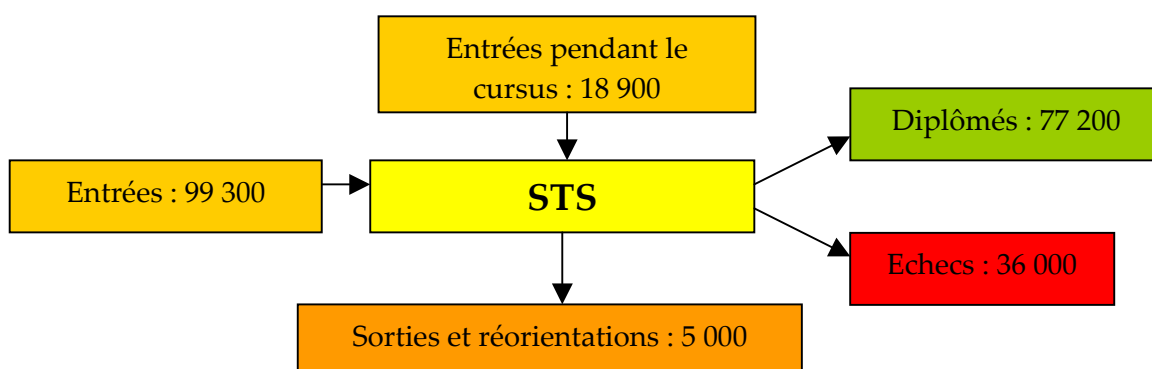 Entrées pendant le
cursus : 18 900
Diplômés : 77 200
Entrées : 99 300
STS
Echecs : 36 000
Sorties et réorientations : 5 000